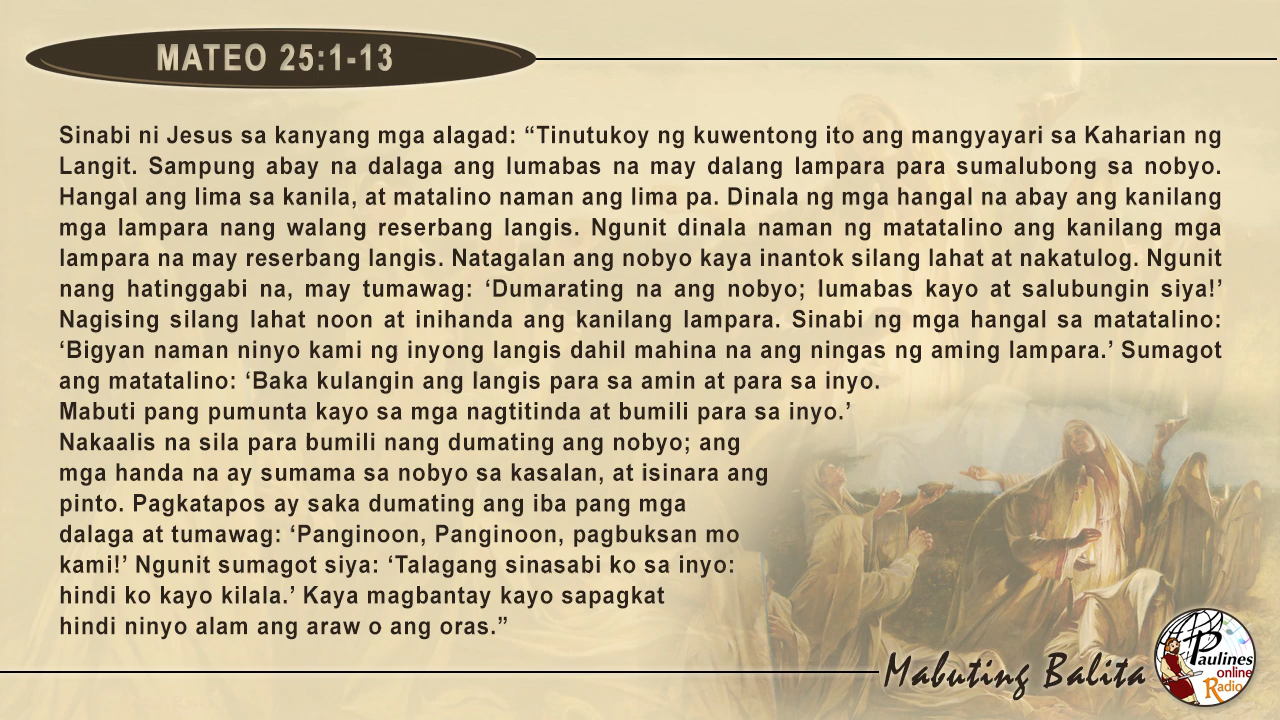 MATEO 25:1-13
Sinabi ni Jesus sa kanyang mga alagad: “Tinutukoy ng kuwentong ito ang mangyayari sa Kaharian ng
Langit. Sampung abay na dalaga ang lumabas na may dalang lampara para sumalubong sa nobyo.
Hangal ang lima sa kanila, at matalino naman ang lima pa. Dinala ng mga hangal na abay ang kanilang
mga lampara nang walang reserbang langis. Ngunit dinala naman ng matatalino ang kanilang mga
lampara na may reserbang langis. Natagalan ang nobyo kaya inantok silang lahat at nakatulog. Ngunit
nang hatinggabi na, may tumawag: ‘Dumarating na ang nobyo; lumabas kayo at salubungin siya!’
Nagising silang lahat noon at inihanda ang kanilang lampara. Sinabi ng mga hangal sa matatalino:
‘Bigyan naman ninyo kami ng inyong langis dahil mahina na ang ningas ng aming lampara.’ Sumagot
ang matatalino: ‘Baka kulangin ang langis para sa amin at para sa inyo.
Mabuti pang pumunta kayo sa mga nagtitinda at bumili para sa inyo.’
Nakaalis na sila para bumili nang dumating ang nobyo; ang
mga handa na ay sumama sa nobyo sa kasalan, at isinara ang
pinto. Pagkatapos ay saka dumating ang iba pang mga
dalaga at tumawag: ‘Panginoon, Panginoon, pagbuksan mo
kami!’ Ngunit sumagot siya: ‘Talagang sinasabi ko sa inyo:
hindi ko kayo kilala.’ Kaya magbantay kayo sapagkat
hindi ninyo alam ang araw o ang oras.”
Mabuting Balita
Paulines
online
Radio